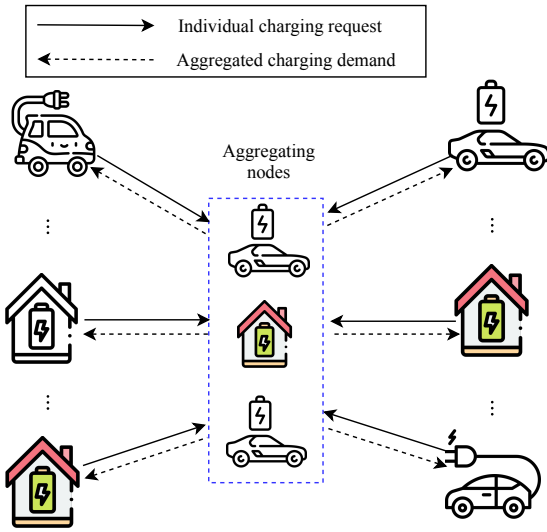 Individual charging request
Aggregated charging demand
Aggregating
nodes